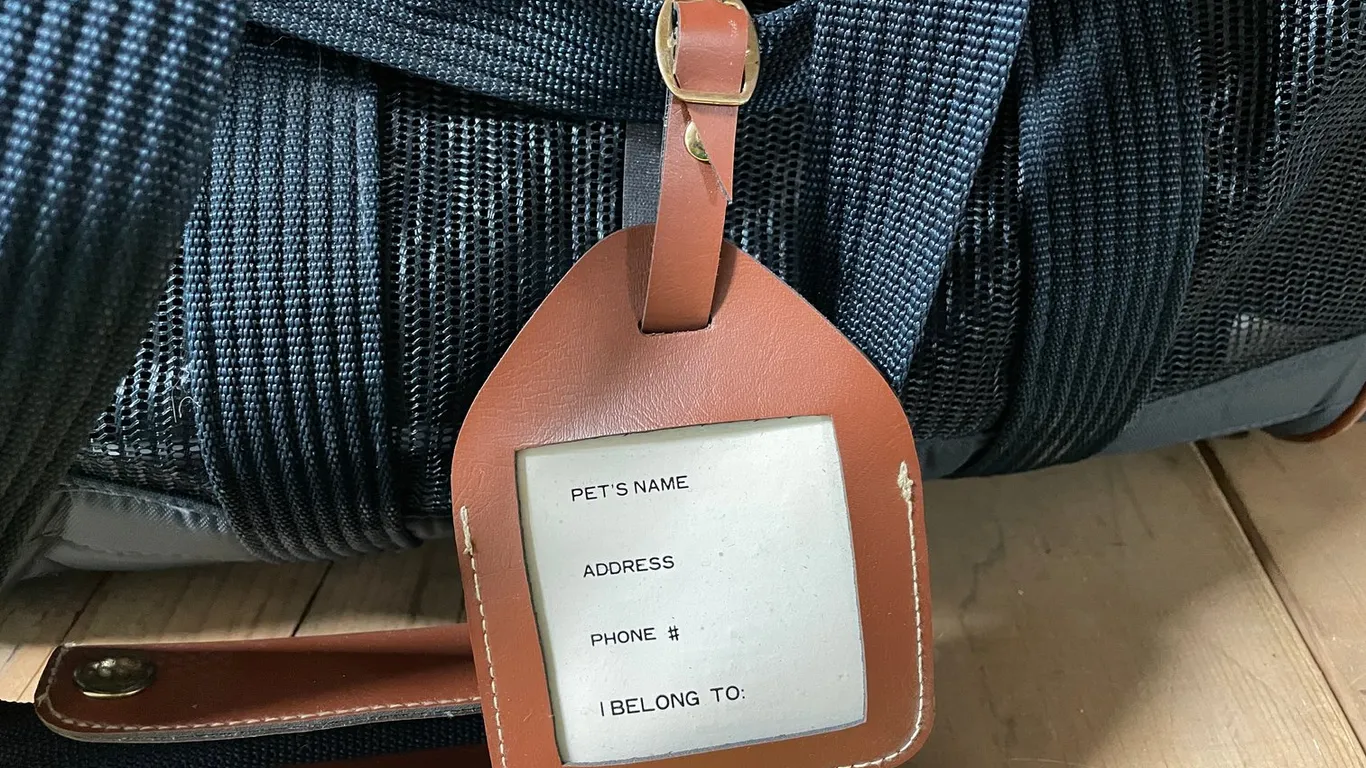 PET'S NAME
ADDRESS
PHONE #
I BELONG TO: